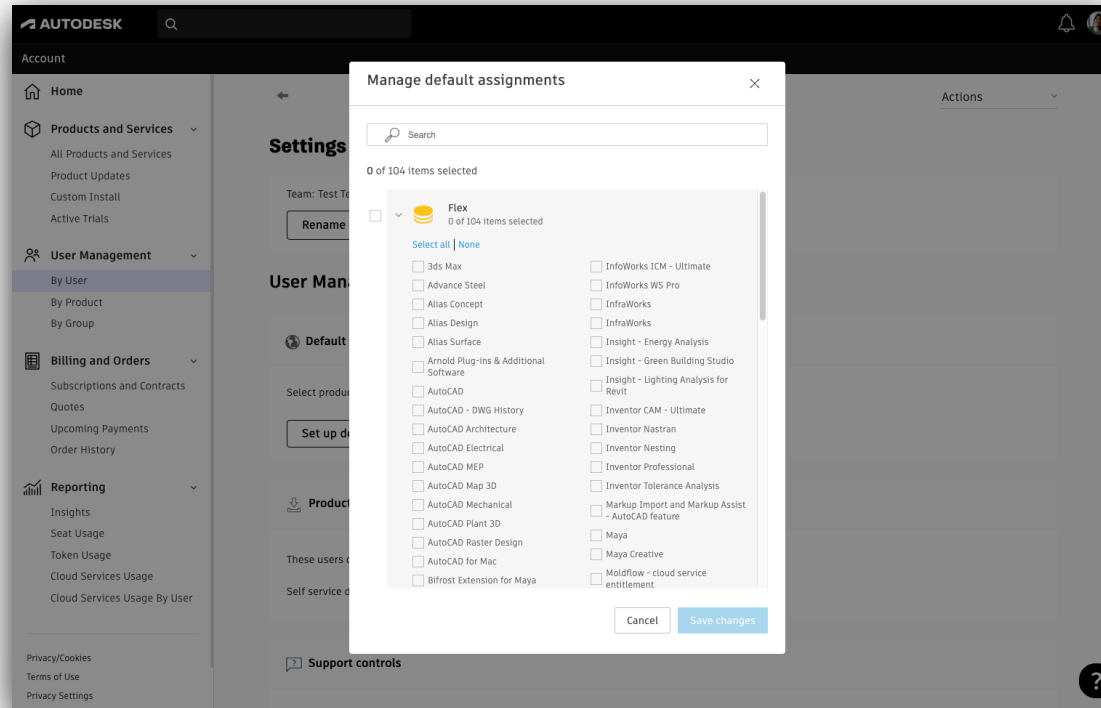 AUTODESK
Account
Home
Products and Services
All Products and Services
Product Updates
Custom Install
Active Trials
User Management
By User
By Product
By Group
Billing and Orders
Subscriptions and Contracts
Quotes
Upcoming Payments
Order History
Reporting
Insights
Seat Usage
Token Usage
Cloud Services Usage
Cloud Services Usage By User
Privacy/Cookies
Terms of Use
Privacy Settings
Actions
Settings
Team: Test Te
Rename
User Man
Default
Select produ
Set up de
Product
These users c
Self service d
Support controls
?
Manage default assignments
Search
0 of 104 items selected
Flex
0 of 104 items selected
Select all | None
3ds Max
Advance Steel
Alias Concept
Alias Design
Alias Surface
Arnold Plug-ins & Additional
Software
AutoCAD
AutoCAD - DWG History
AutoCAD Architecture
AutoCAD Electrical
AutoCAD MEP
AutoCAD Map 3D
AutoCAD Mechanical
AutoCAD Plant 3D
AutoCAD Raster Design
AutoCAD for Mac
Bifrost Extension for Maya
InfoWorks ICM - Ultimate
InfoWorks WS Pro
InfraWorks
InfraWorks
Insight - Energy Analysis
Insight - Green Building Studio
Insight - Lighting Analysis for
Revit
Inventor CAM - Ultimate
Inventor Nastran
Inventor Nesting
Inventor Professional
Inventor Tolerance Analysis
Markup Import and Markup Assist
- AutoCAD feature
Maya
Maya Creative
Moldflow - cloud service
entitlement
Cancel
Save changes